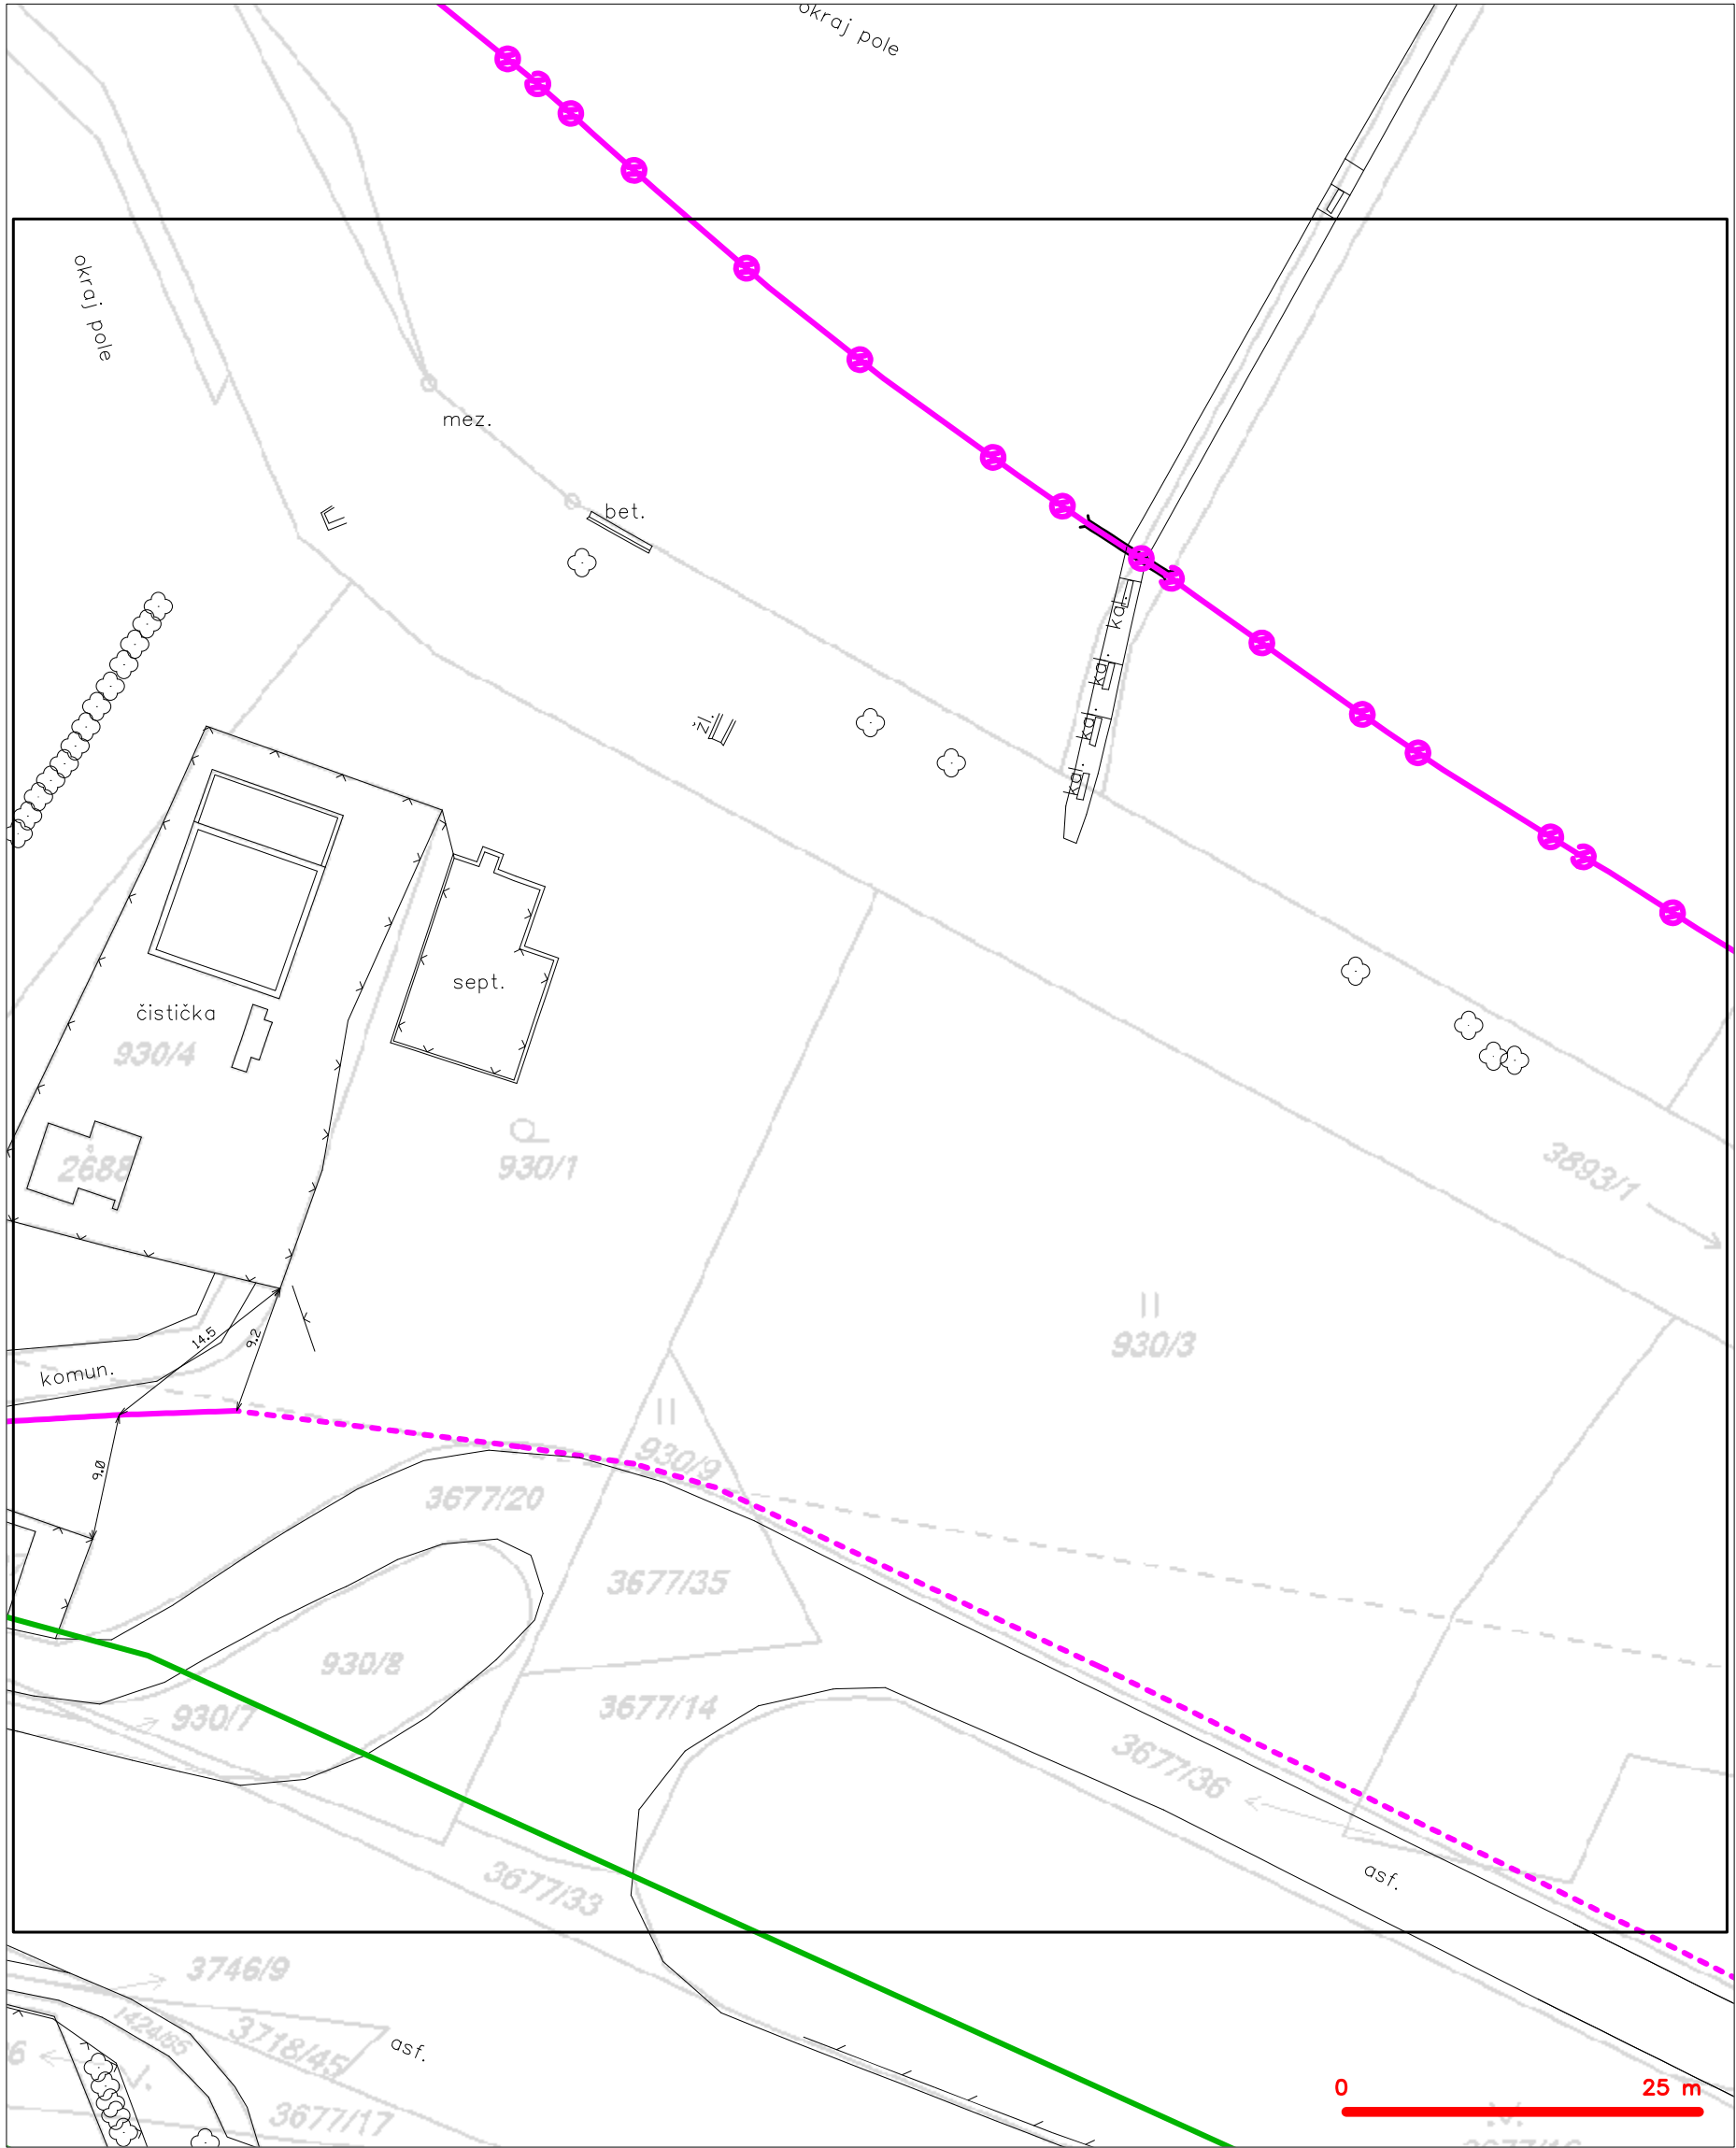 okraj pole
okraj pole
mez.
bet.
kal.
kal.
kal.
kal.
žl.
sept.
čistička
930/4
2688
930/1
3893/1
930/3
14.5
9.2
komun.
930/9
9.0
3677/20
3677/35
930/8
3677/14
930/7
3677/36
asf.
3677/33
3746/9
1424/85
3718/45
asf.
3677/17
0 25 m